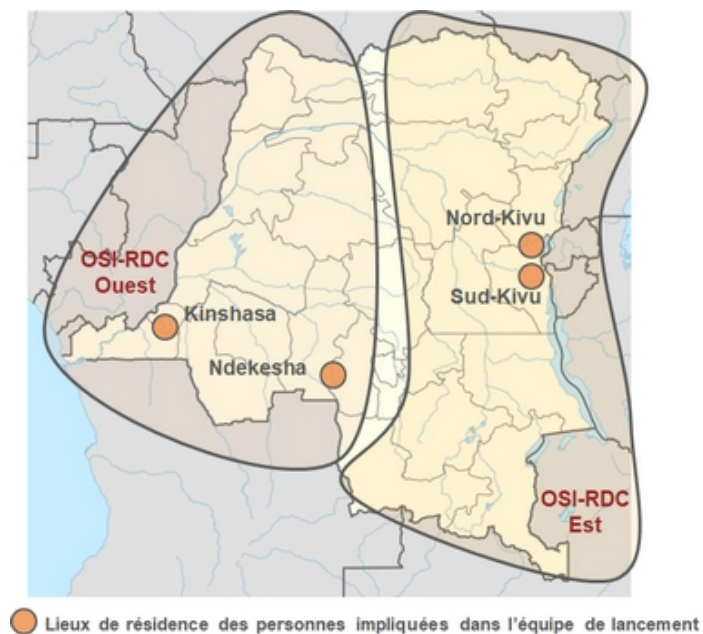 Nord-Kivu
Sud-Kivu
OSI-RDC
Ouest
Kinshasa
Ndekesha
OSI-RDC
Est
Lieux de résidence des personnes impliquées dans l'équipe de lancement